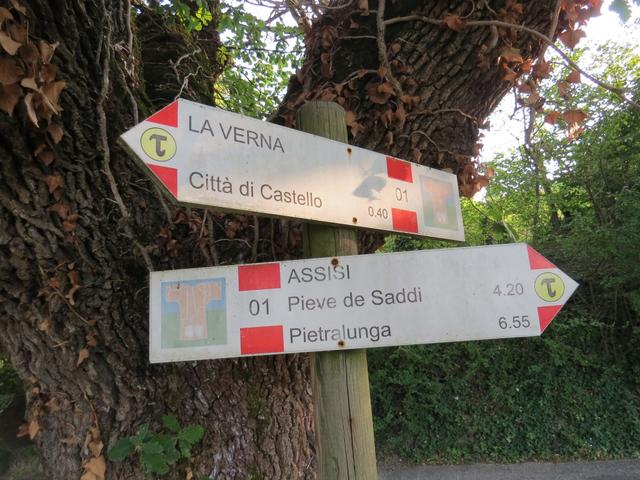 τ LA VERNA
Città di Castello 0.40 01
ASSISI
01 Pieve de Saddi 4.20 τ
Pietralunga 6.55